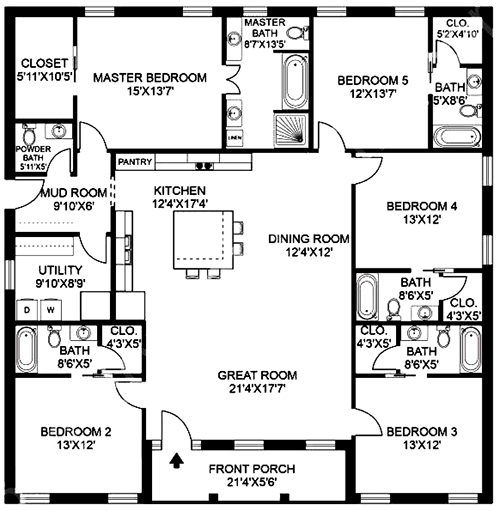 CLOSET
5'11"X10'5"
MASTER BEDROOM
15'X13'7"
MASTER
BATH
8'7"X13'5"
LINEN
BEDROOM 5
12'X13'7"
CLO.
5'2"X4'10"
BATH
5'X8'6"
POWDER
BATH
5'11"X5'
PANTRY
MUD ROOM
9'10"X6'
KITCHEN
12'4"X17'4"
DINING ROOM
12'4"X12'
BEDROOM 4
13'X12'
UTILITY
9'10"X8'9"
D
W
BATH
8'6"X5'
CLO.
4'3"X5'
BATH
8'6"X5'
CLO.
4'3"X5'
CLO.
4'3"X5'
BATH
8'6"X5'
GREAT ROOM
21'4"X17'7"
BEDROOM 2
13'X12'
BEDROOM 3
13'X12'
FRONT PORCH
21'4"X5'6"